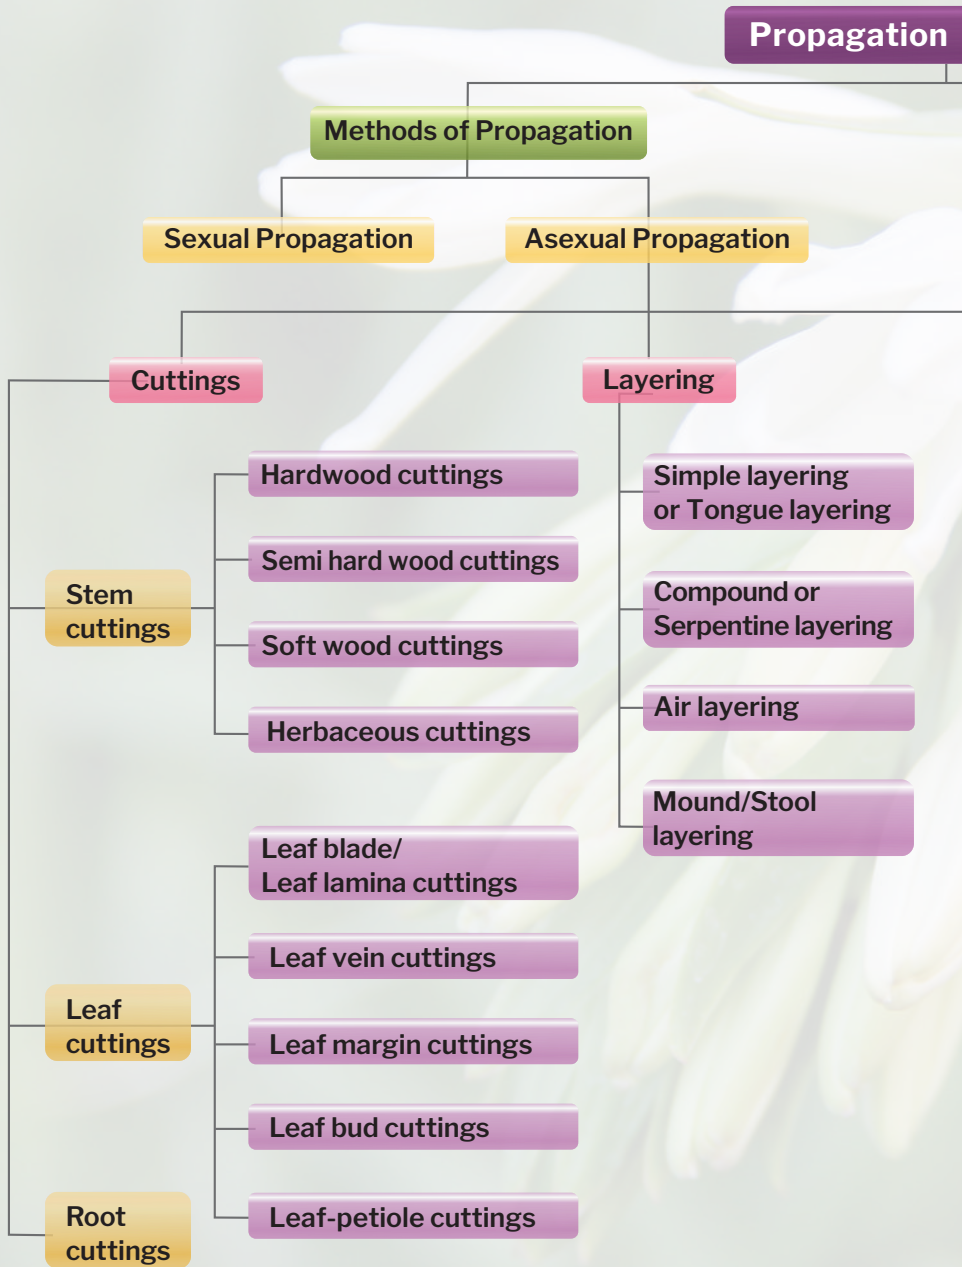 Propagation
Methods of Propagation
Sexual Propagation
Asexual Propagation
Cuttings
Layering
Stem
cuttings
Hardwood cuttings
Semi hard wood cuttings
Soft wood cuttings
Herbaceous cuttings
Simple layering
or Tongue layering
Compound or
Serpentine layering
Air layering
Mound/Stool
layering
Leaf
cuttings
Leaf blade/
Leaf lamina cuttings
Leaf vein cuttings
Leaf margin cuttings
Leaf bud cuttings
Leaf-petiole cuttings
Root
cuttings